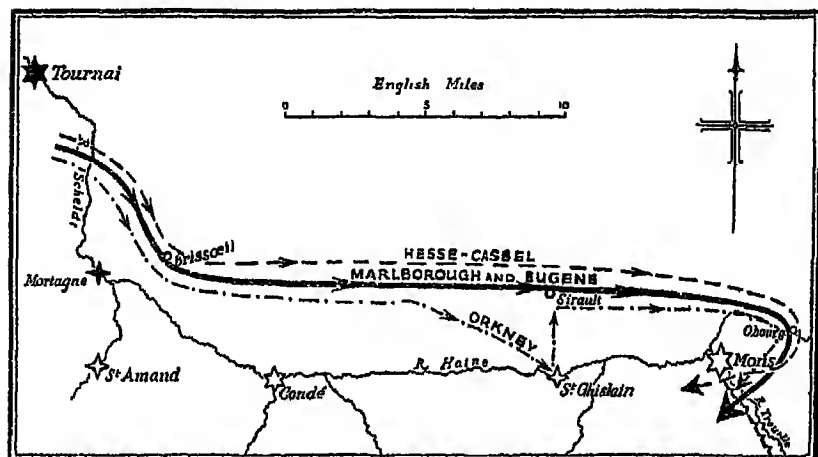 Tournai
English Miles
0 5 10
R.
Scheldt
Brissœil
HESSE-CASSEL
MARLBOROUGH AND EUGENE
Mortagne
Sirault
ORKNEY
Obourg
Mons
R. Haine
St Amand
Condé
St Ghislain
R. Trouille